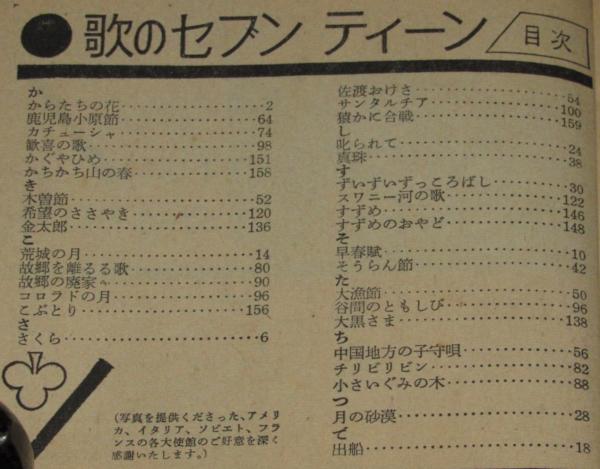 歌のセブン ティーン
目次
か
からたちの花 2
鹿児島小原節 64
カチューシャ 74
歓喜の歌 98
かぐやひめ 151
かちかち山の春 158
き
木曽節 52
希望のささやき 120
金太郎 136
こ
荒城の月 14
故郷を離るる歌 80
故郷の廃家 90
コロラドの月 96
こぶとり 156
さ
さくら 6
(写真を提供くださった、アメリ
カ、イタリア、ソビエト、フラ
ンスの各大使館のご好意を深く
感謝いたします。)
佐渡おけさ 54
サンタルチア 100
猿かに合戦 159
し
叱られて 24
真珠 38
す
ずいずいずっころばし 30
スワニー河の歌 122
すずめ 146
すずめのおやど 148
そ
早春賦 10
そうらん節 42
た
大漁節 50
谷間のともしび 96
大黒さま 138
ち
中国地方の子守唄 56
チリビリビン 82
小さいぐみの木 88
つ
月の砂漠 28
で
出船 18